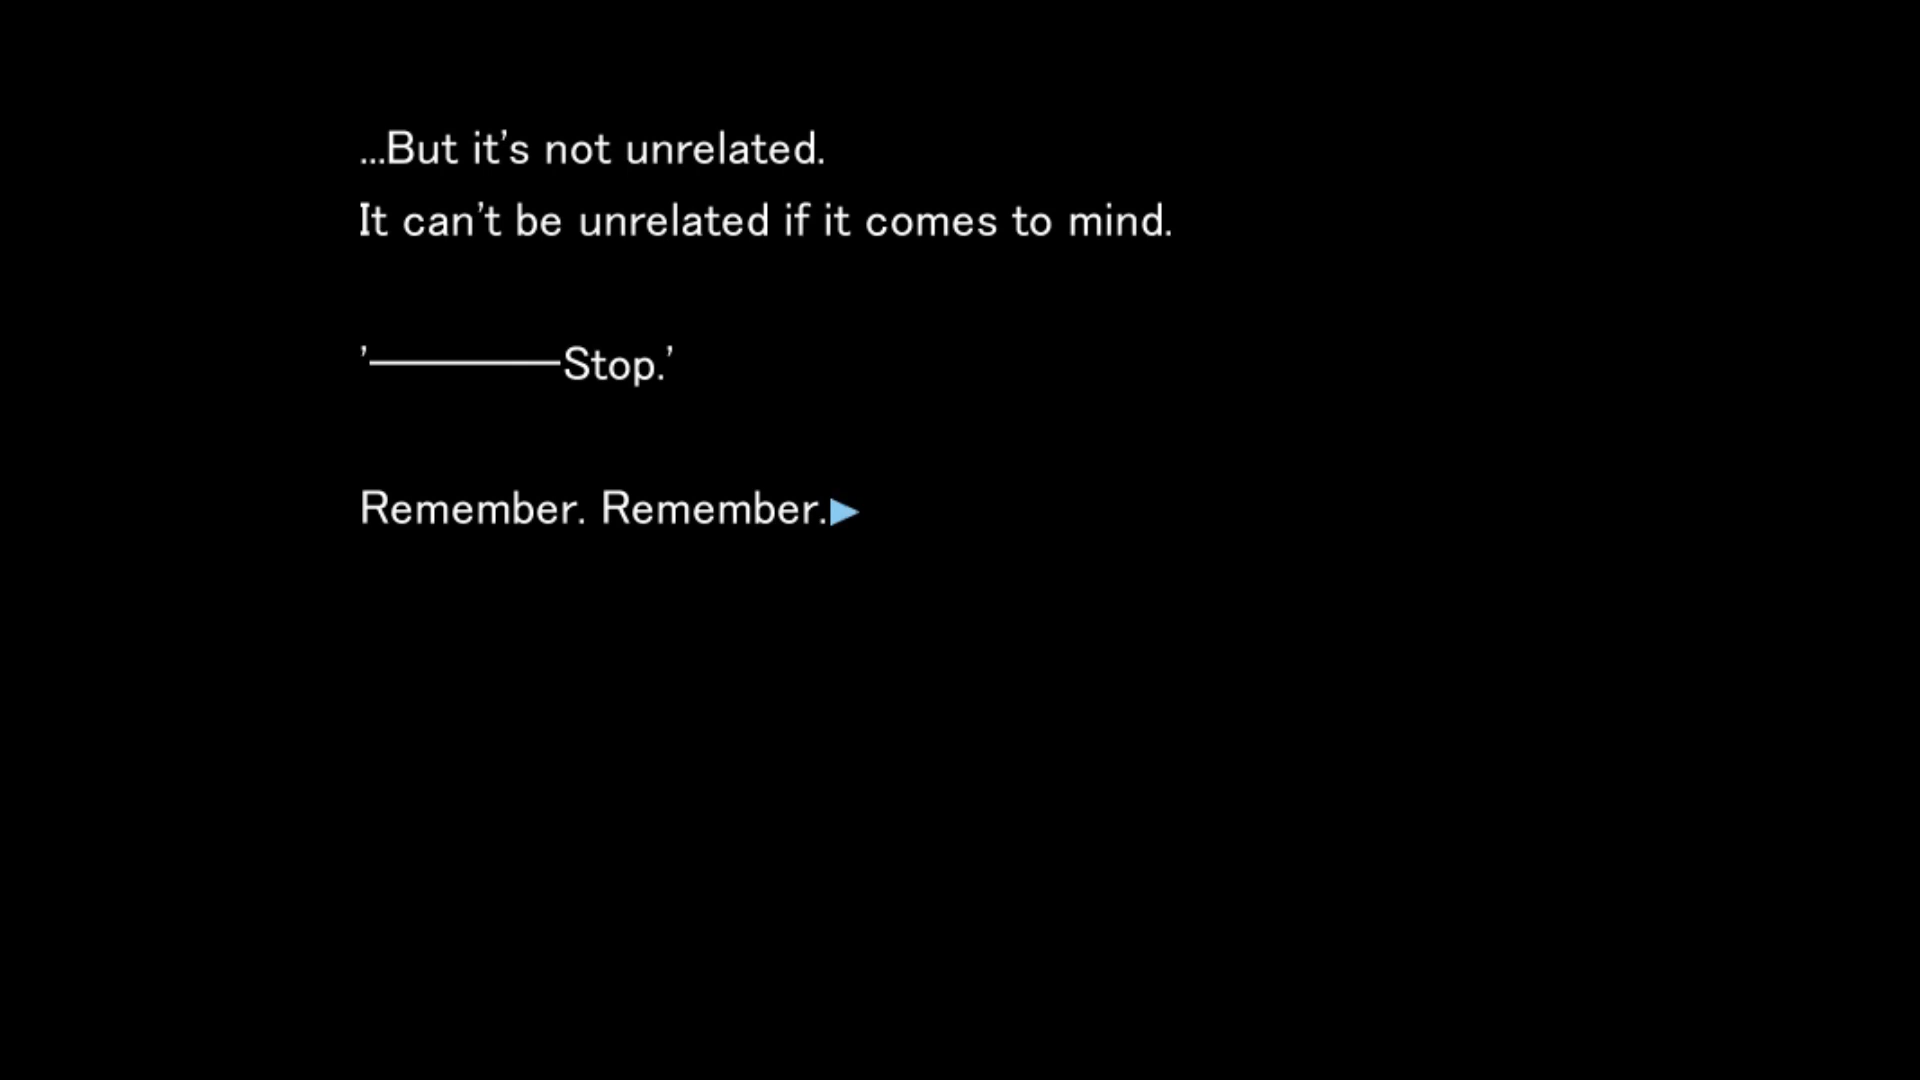 ...But it's not unrelated.
It can't be unrelated if it comes to mind.
'————Stop.'
Remember. Remember.